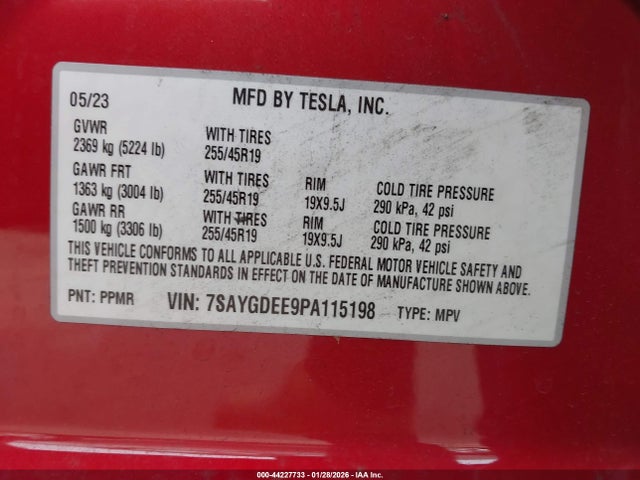 05/23 MFD BY TESLA, INC.
GVWR
2369 kg (5224 lb) WITH TIRES 255/45R19
GAWR FRT
1363 kg (3004 lb) WITH TIRES 255/45R19 RIM 19X9.5J COLD TIRE PRESSURE 290 kPa, 42 psi
GAWR RR
1500 kg (3306 lb) WITH TIRES 255/45R19 RIM 19X9.5J COLD TIRE PRESSURE 290 kPa, 42 psi
THIS VEHICLE CONFORMS TO ALL APPLICABLE U.S. FEDERAL MOTOR VEHICLE SAFETY AND
THEFT PREVENTION STANDARDS IN EFFECT ON THE DATE OF MANUFACTURE SHOWN ABOVE.
PNT: PPMR VIN: 7SAYGDEE9PA115198 TYPE: MPV
000-44227733 - 01/28/2026 - IAA Inc.